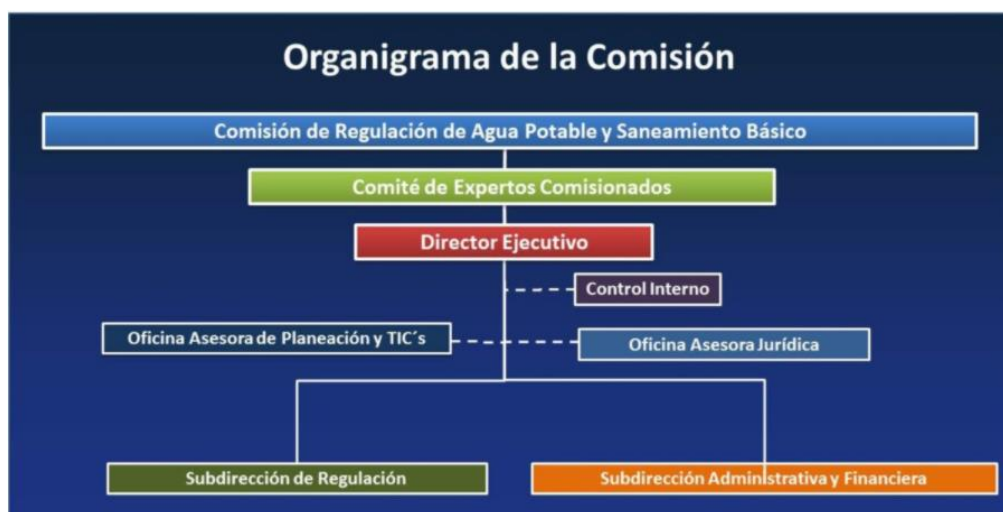 Organigrama de la Comisión
Comisión de Regulación de Agua Potable y Saneamiento Básico
Comité de Expertos Comisionados
Director Ejecutivo
Control Interno
Oficina Asesora de Planeación y TIC´s
Oficina Asesora Jurídica
Subdirección de Regulación
Subdirección Administrativa y Financiera